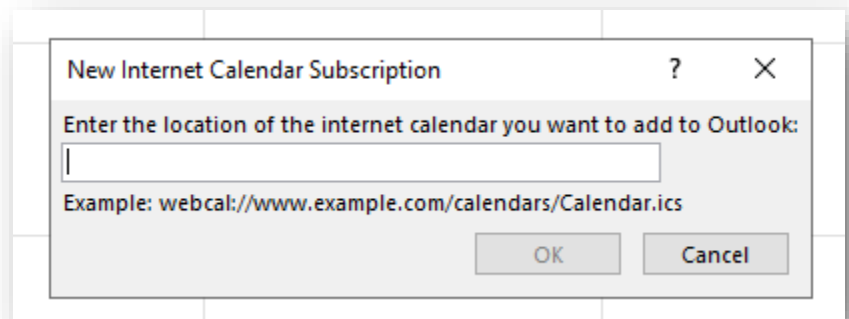 New Internet Calendar Subscription ?
Enter the location of the internet calendar you want to add to Outlook:
Example: webcal://www.example.com/calendars/Calendar.ics
OK Cancel